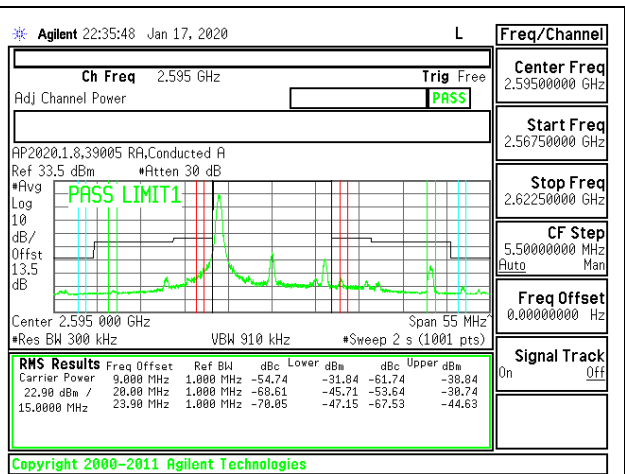 Agilent 22:35:48 Jan 17, 2020 L
Freq/Channel
Ch Freq 2.595 GHz Trig Free
Adj Channel Power PASS
AP2020.1.8,39005 RA,Conducted A
Ref 33.5 dBm #Atten 30 dB
#Avg
Log
10
dB/
Offst
13.5
dB
PASS LIMIT1
Center 2.595 000 GHz Span 55 MHz^
#Res BW 300 kHz VBW 910 kHz #Sweep 2 s (1001 pts)
RMS Results Freq Offset Ref BW dBc Lower dBm dBc Upper dBm
Carrier Power 9.000 MHz 1.000 MHz -54.74 -31.84 -61.74 -38.84
22.90 dBm / 20.00 MHz 1.000 MHz -68.61 -45.71 -53.64 -30.74
15.0000 MHz 23.90 MHz 1.000 MHz -70.05 -47.15 -67.53 -44.63
Copyright 2000-2011 Agilent Technologies
Center Freq
2.59500000 GHz
Start Freq
2.56750000 GHz
Stop Freq
2.62250000 GHz
CF Step
5.50000000 MHz
Auto Man
Freq Offset
0.00000000 Hz
Signal Track
On Off